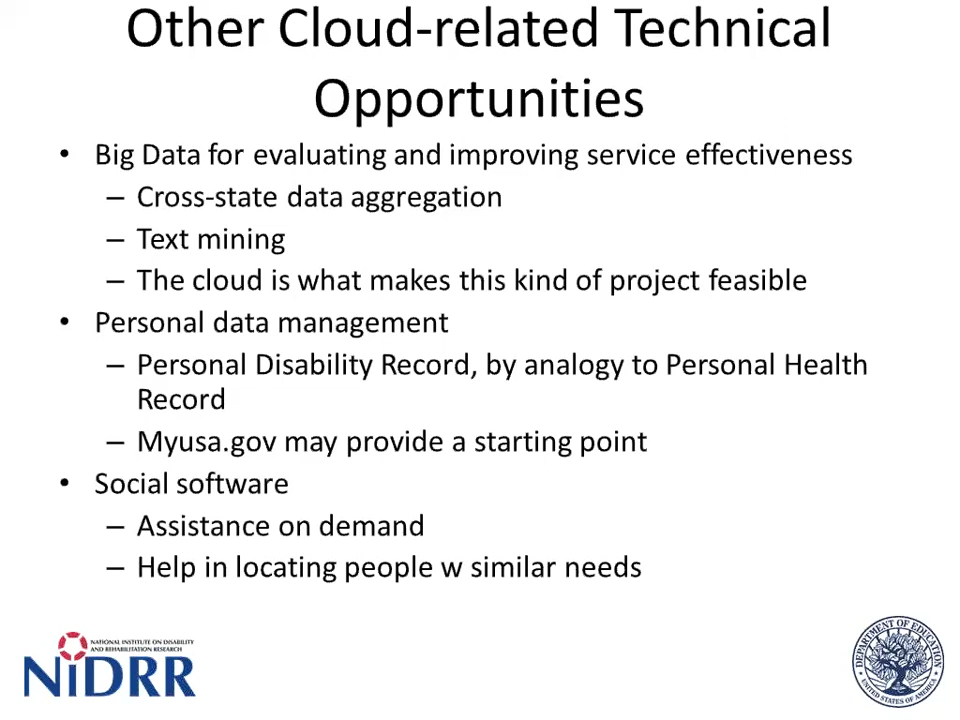 Other Cloud-related Technical
Opportunities
• Big Data for evaluating and improving service effectiveness
– Cross-state data aggregation
– Text mining
– The cloud is what makes this kind of project feasible
• Personal data management
– Personal Disability Record, by analogy to Personal Health
Record
– Myusa.gov may provide a starting point
• Social software
– Assistance on demand
– Help in locating people w similar needs
NATIONAL INSTITUTE ON DISABILITY
AND REHABILITATION RESEARCH
NiDRR
DEPARTMENT OF EDUCATION
UNITED STATES OF AMERICA